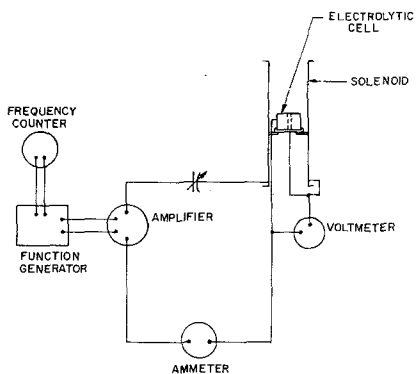 ELECTROLYTIC
CELL
SOLENOID
FREQUENCY
COUNTER
AMPLIFIER
VOLTMETER
FUNCTION
GENERATOR
AMMETER